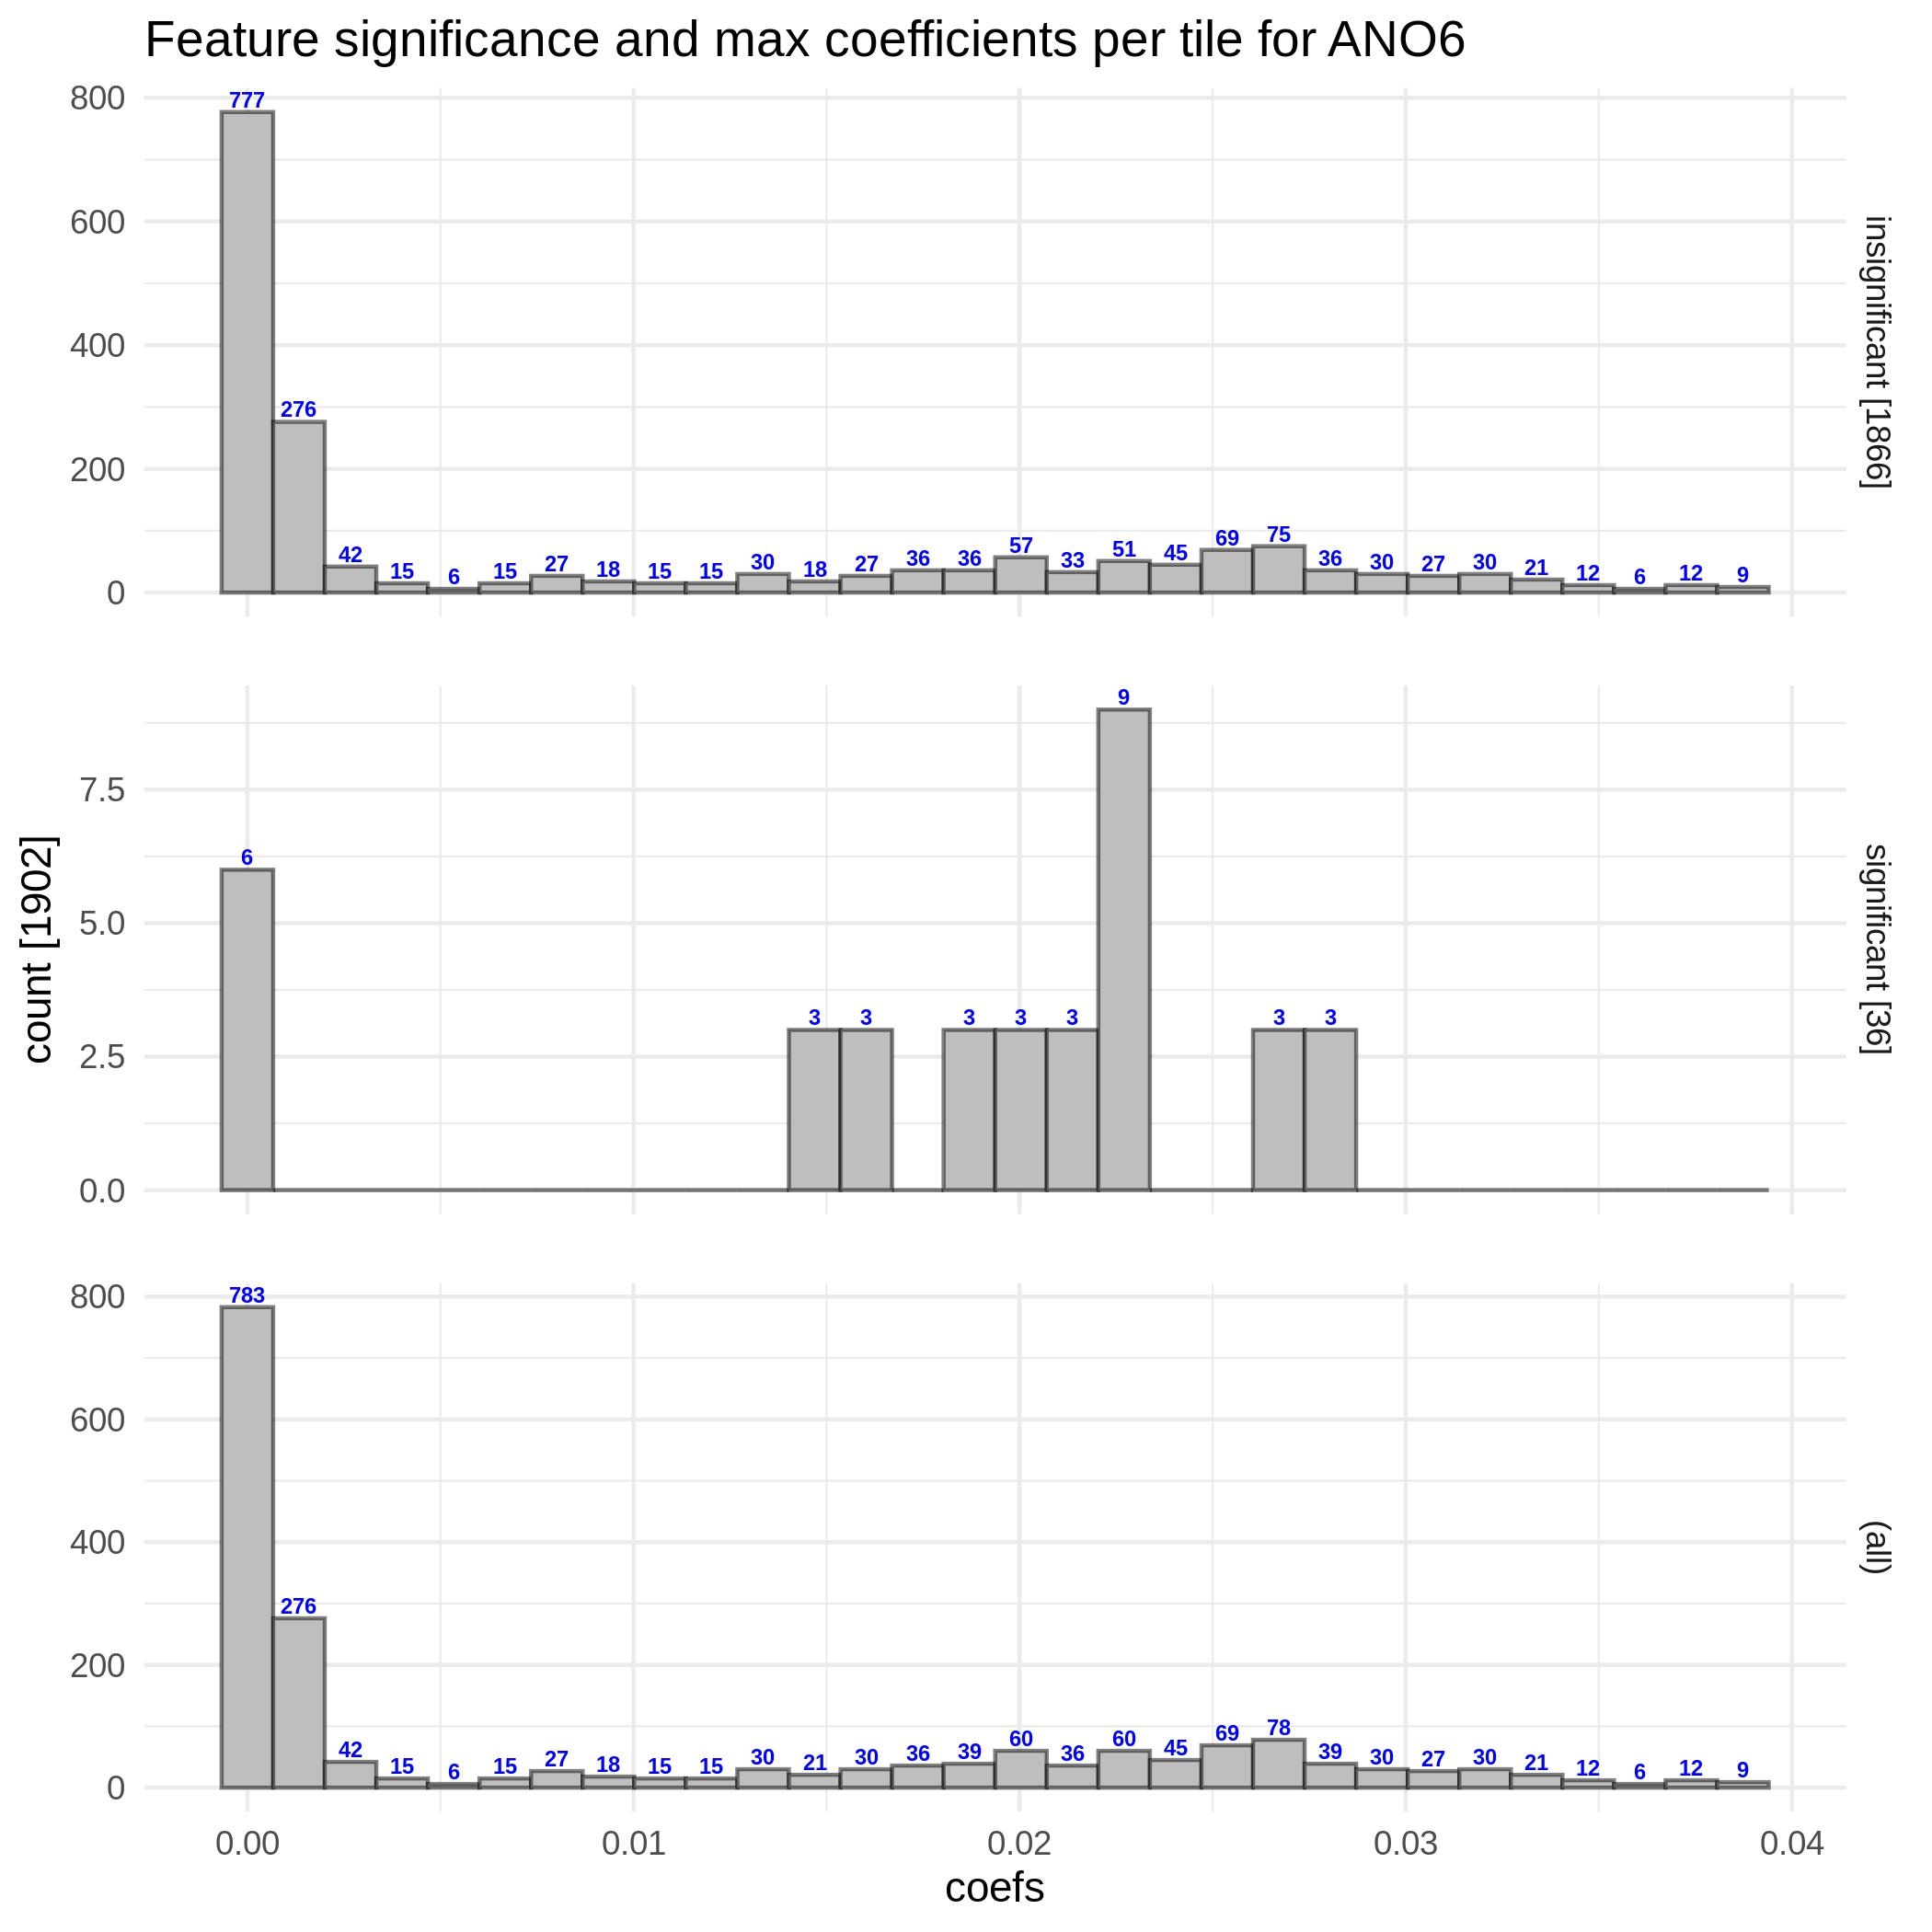 Feature significance and max coefficients per tile for ANO6
800
600
400
200
0
777
276
42 15 6 15 27 18 15 15 30 18 27 36 36 57 33 51 45 69 75 36 30 27 30 21 12 6 12 9
insignificant [1866]
count [1902]
7.5
5.0
2.5
0.0
6 3 3 3 3 3 9 3 3
significant [36]
800
600
400
200
0
783
276
42 15 6 15 27 18 15 15 30 21 30 36 39 60 36 60 45 69 78 39 30 27 30 21 12 6 12 9
(all)
0.00 0.01 0.02 0.03 0.04
coefs